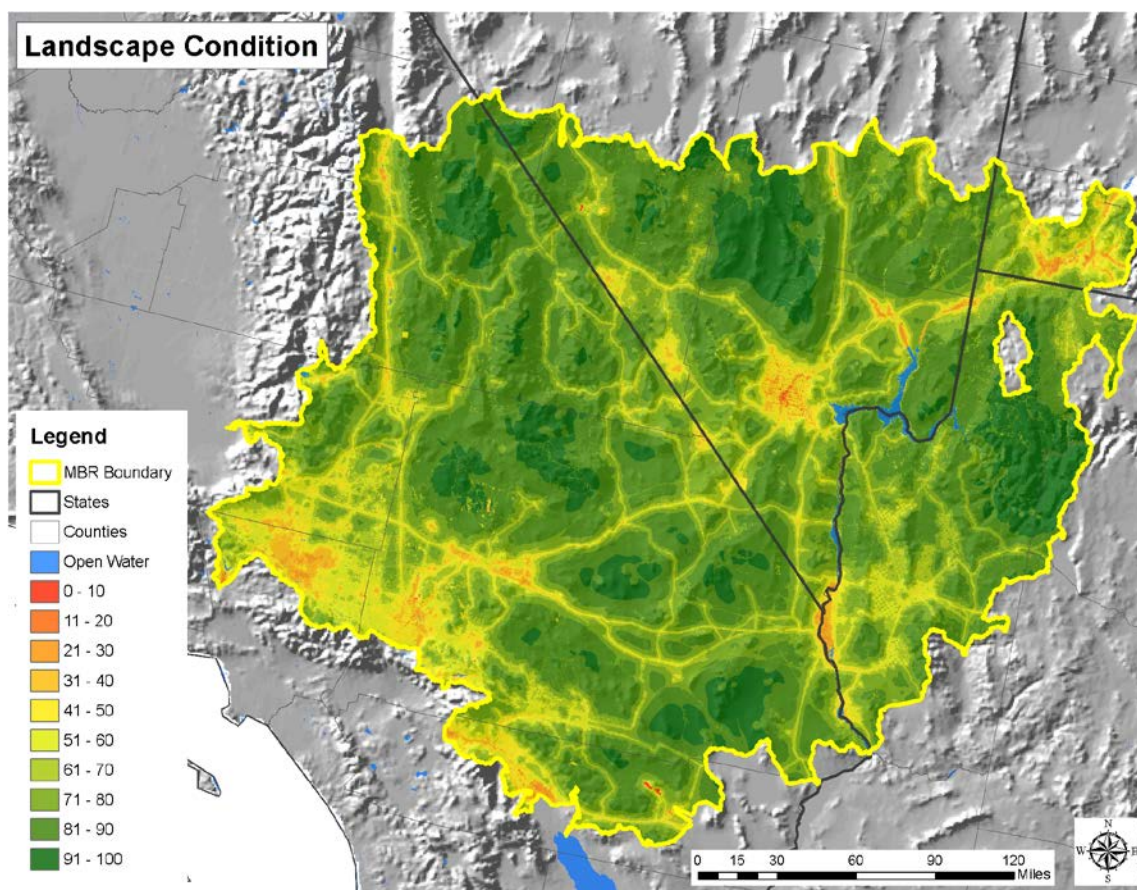 Landscape Condition
Legend
MBR Boundary
States
Counties
Open Water
0 - 10
11 - 20
21 - 30
31 - 40
41 - 50
51 - 60
61 - 70
71 - 80
81 - 90
91 - 100
N
W E
S
0 15 30 60 90 120
Miles